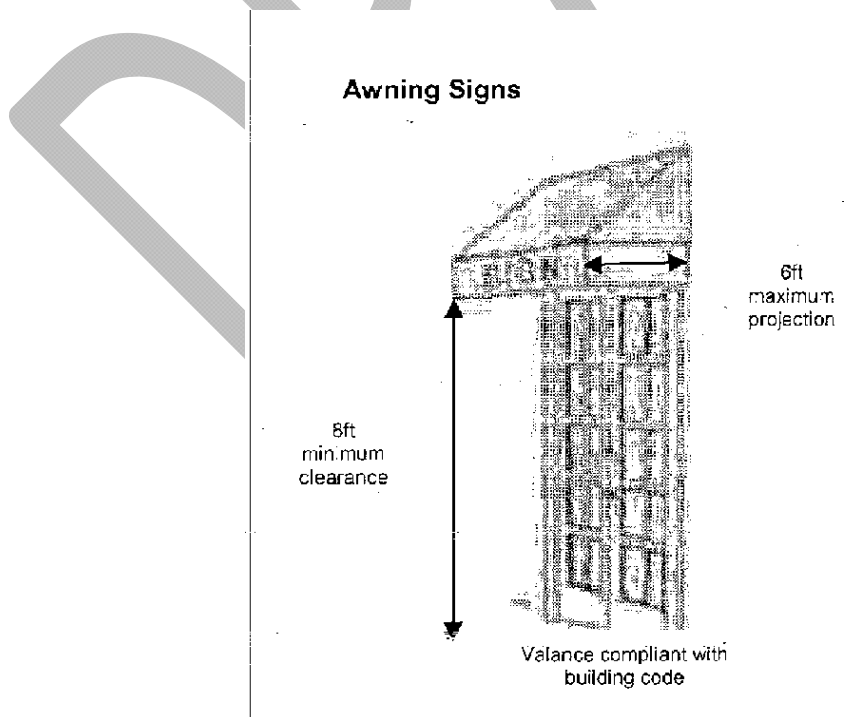 Awning Signs
6ft
maximum
projection
8ft
minimum
clearance
Valance compliant with
building code